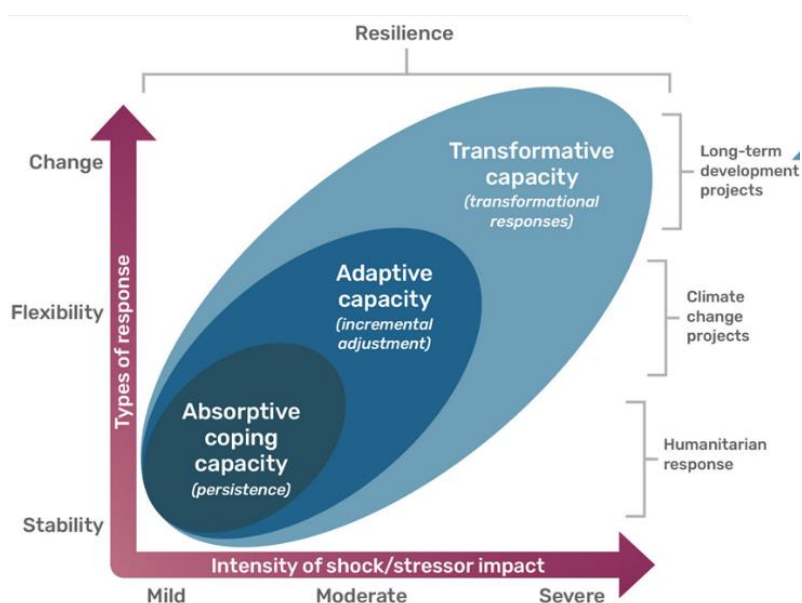 Resilience
Change
Flexibility
Stability
Types of response
Transformative
capacity
(transformational
responses)
Adaptive
capacity
(incremental
adjustment)
Absorptive
coping
capacity
(persistence)
Long-term
development
projects
Climate
change
projects
Humanitarian
response
Intensity of shock/stressor impact
Mild
Moderate
Severe